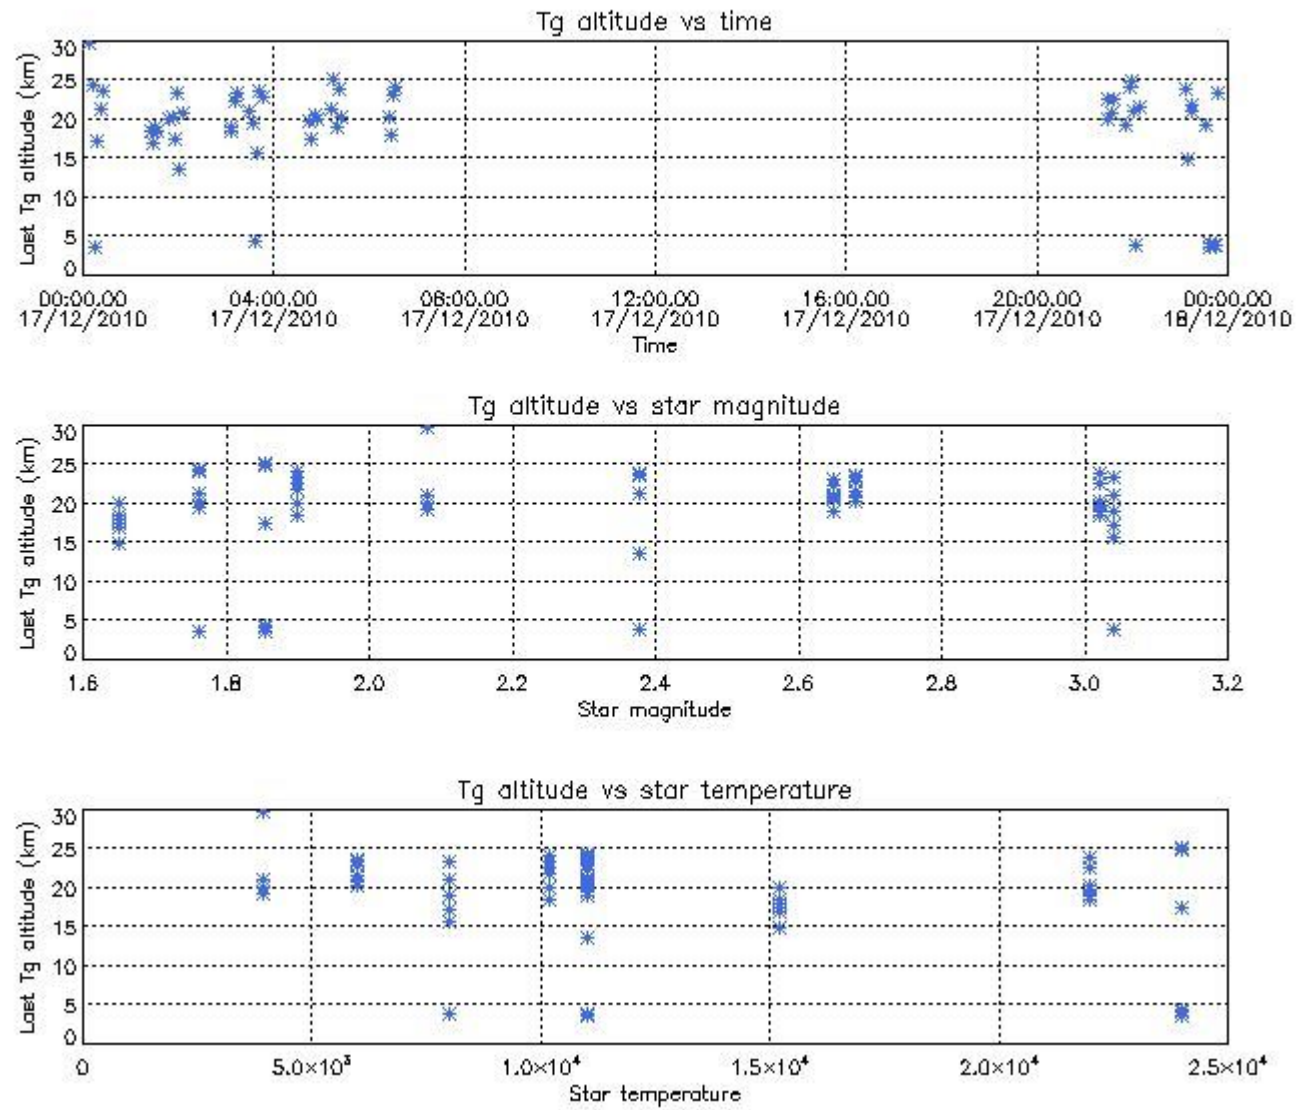 Tg altitude vs time
Last Tg altitude (km)
30
25
20
15
10
5
0
00:00.00 04:00.00 08:00.00 12:00.00 16:00.00 20:00.00 00:00.00
17/12/2010 17/12/2010 17/12/2010 17/12/2010 17/12/2010 17/12/2010 18/12/2010
Time
Tg altitude vs star magnitude
Last Tg altitude (km)
30
25
20
15
10
5
0
1.6 1.8 2.0 2.2 2.4 2.6 2.8 3.0 3.2
Star magnitude
Tg altitude vs star temperature
Last Tg altitude (km)
30
25
20
15
10
5
0
0 5.0×10³ 1.0×10⁴ 1.5×10⁴ 2.0×10⁴ 2.5×10⁴
Star temperature